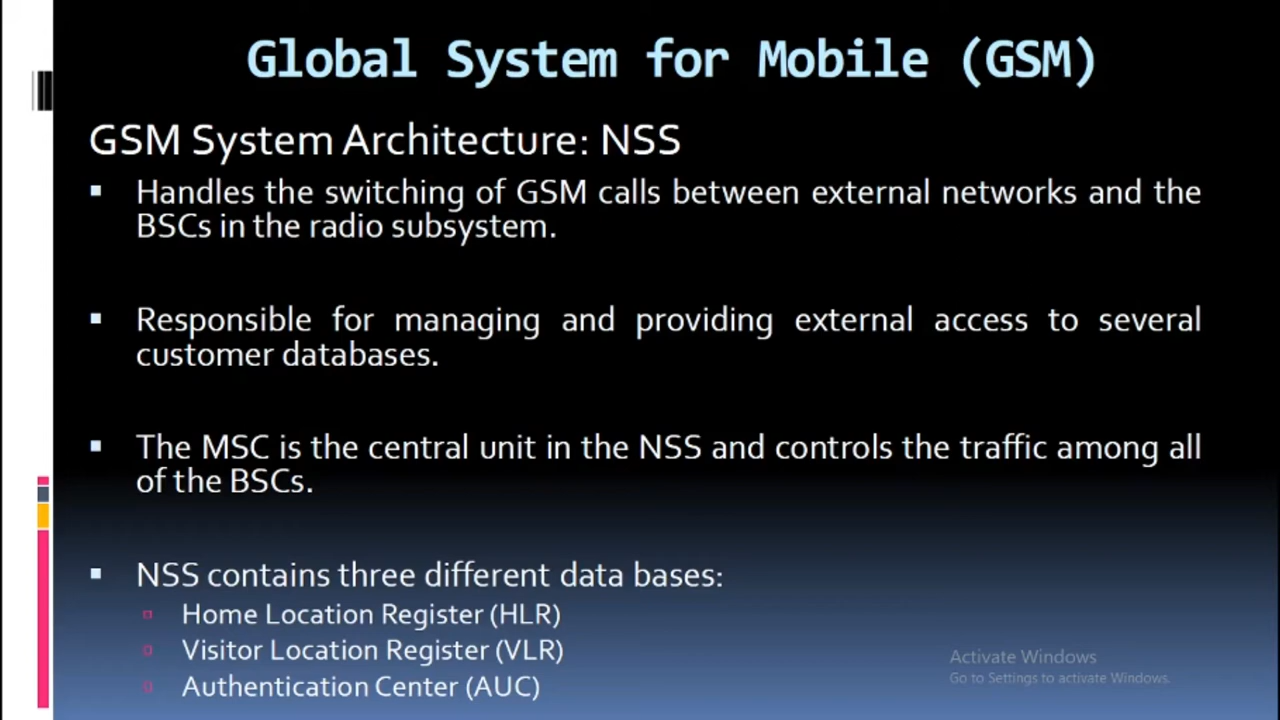 Global System for Mobile (GSM)
GSM System Architecture: NSS
Handles the switching of GSM calls between external networks and the
BSCs in the radio subsystem.
Responsible for managing and providing external access to several
customer databases.
The MSC is the central unit in the NSS and controls the traffic among all
of the BSCs.
NSS contains three different data bases:
Home Location Register (HLR)
Visitor Location Register (VLR)
Authentication Center (AUC)
Activate Windows
Go to Settings to activate Windows.